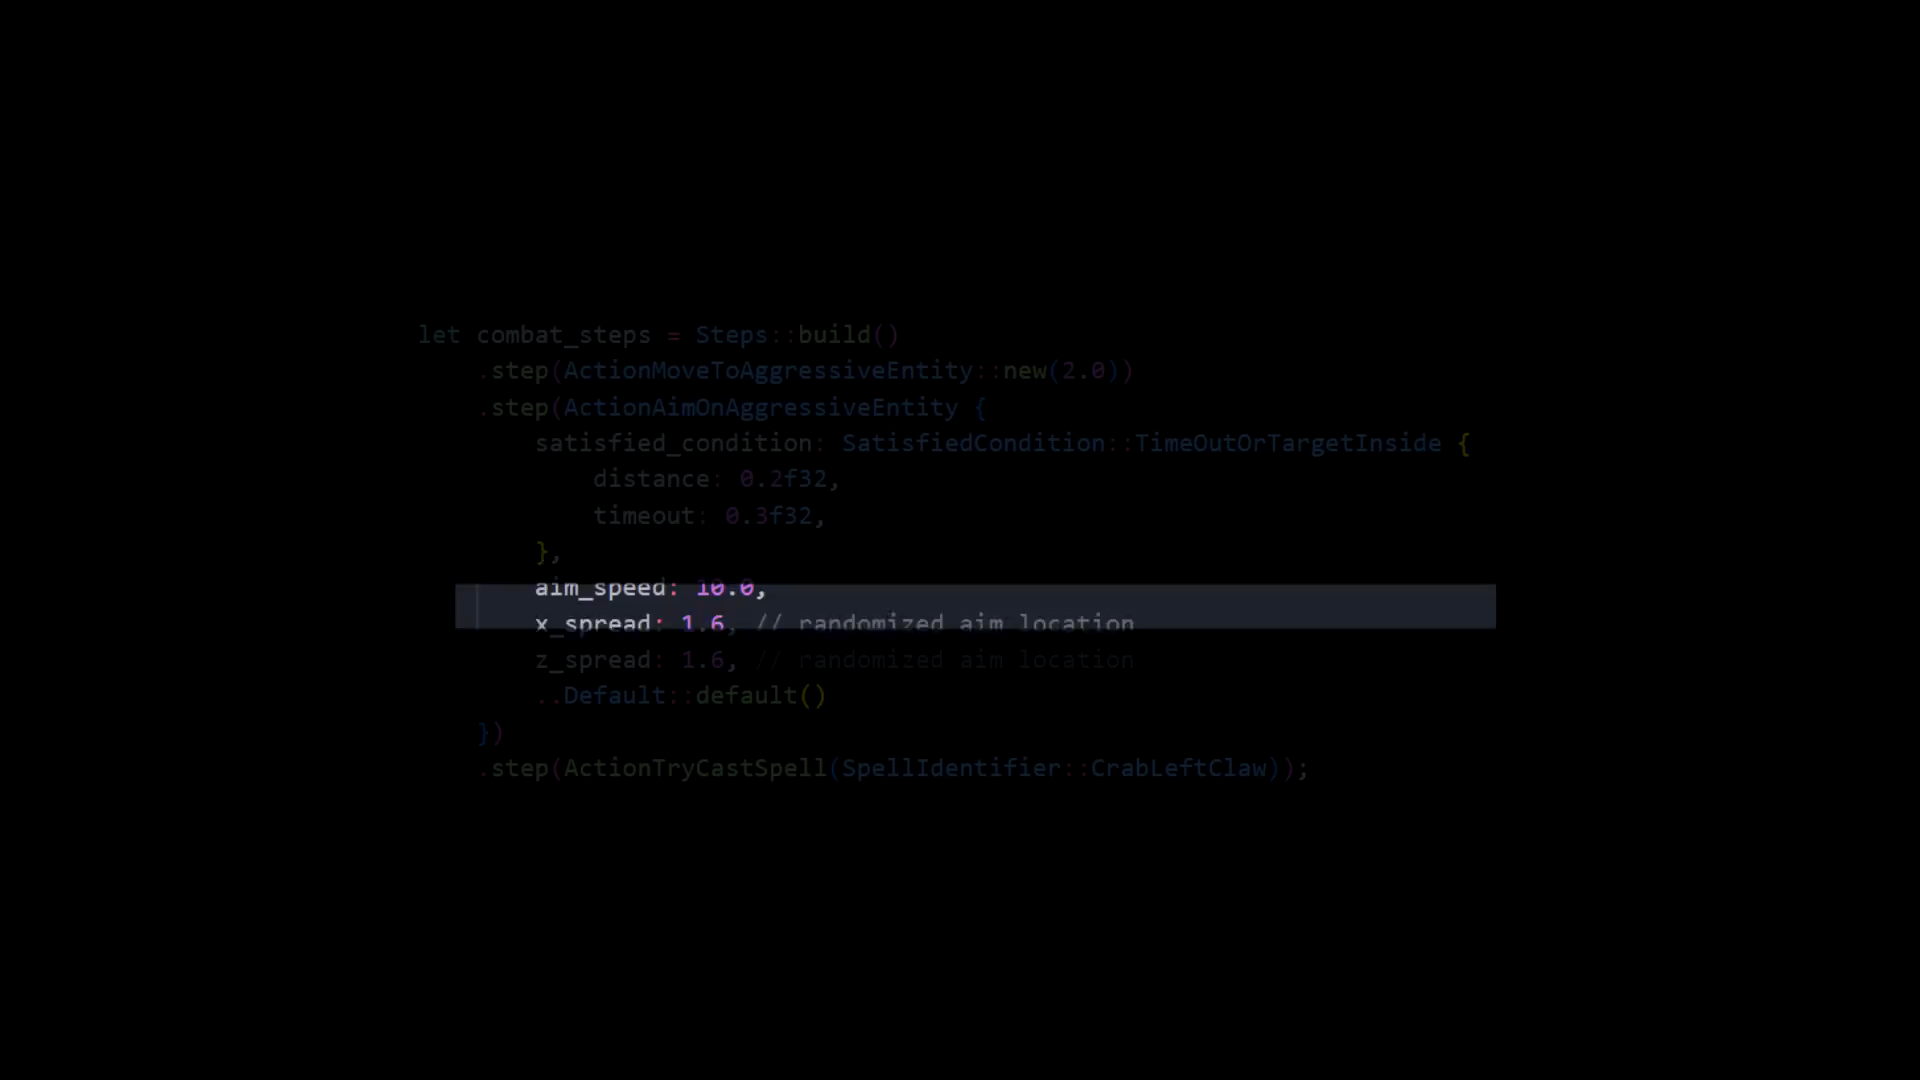 let combat_steps = Steps::build()
.step(ActionMoveToAggressiveEntity::new(2.0))
.step(ActionAimOnAggressiveEntity {
satisfied_condition: SatisfiedCondition::TimeOutOrTargetInside {
distance: 0.2f32,
timeout: 0.3f32,
},
aim_speed: 10.0,
x_spread: 1.6, // randomized aim location
z_spread: 1.6, // randomized aim location
..Default::default()
})
.step(ActionTryCastSpell(SpellIdentifier::CrabLeftClaw));